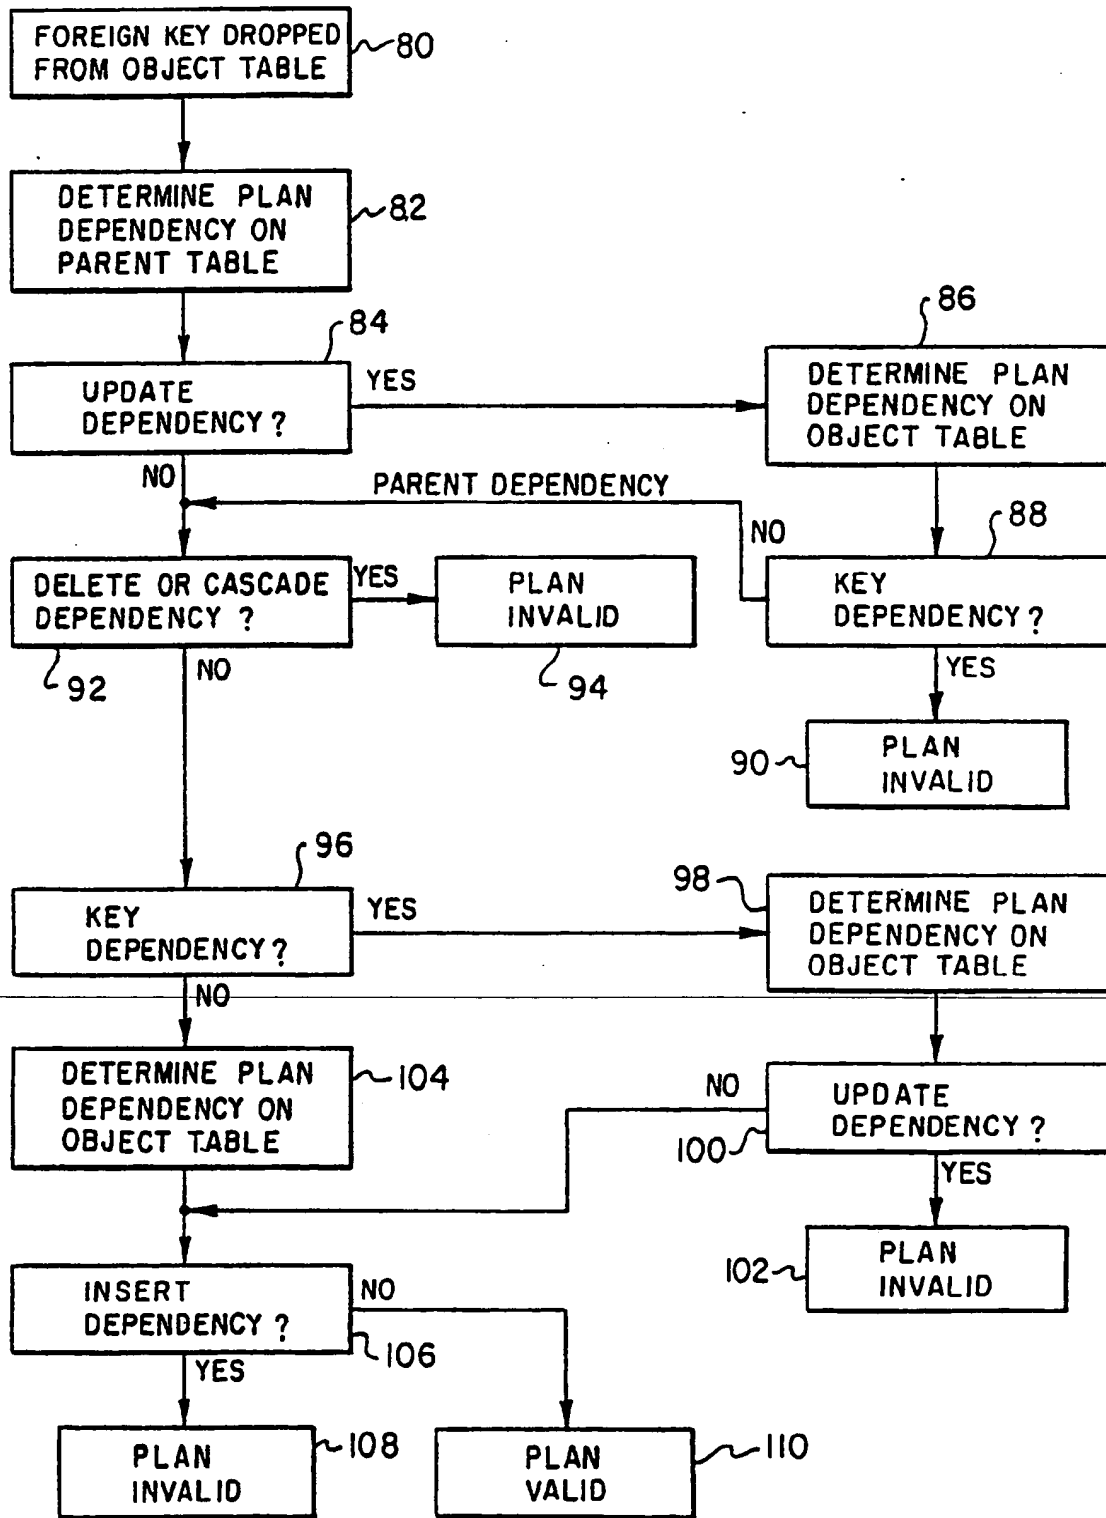 FOREIGN KEY DROPPED
FROM OBJECT TABLE
80
DETERMINE PLAN
DEPENDENCY ON
PARENT TABLE
82
84
UPDATE
DEPENDENCY?
YES
NO
86
DETERMINE PLAN
DEPENDENCY ON
OBJECT TABLE
PARENT DEPENDENCY
NO
88
KEY
DEPENDENCY?
YES
90
PLAN
INVALID
DELETE OR CASCADE
DEPENDENCY ?
YES
92
NO
PLAN
INVALID
94
96
KEY
DEPENDENCY?
YES
NO
98
DETERMINE PLAN
DEPENDENCY ON
OBJECT TABLE
DETERMINE PLAN
DEPENDENCY ON
OBJECT TABLE
104
NO
UPDATE
DEPENDENCY?
100
YES
102
PLAN
INVALID
INSERT
DEPENDENCY?
NO
106
YES
PLAN
INVALID
108
PLAN
VALID
110